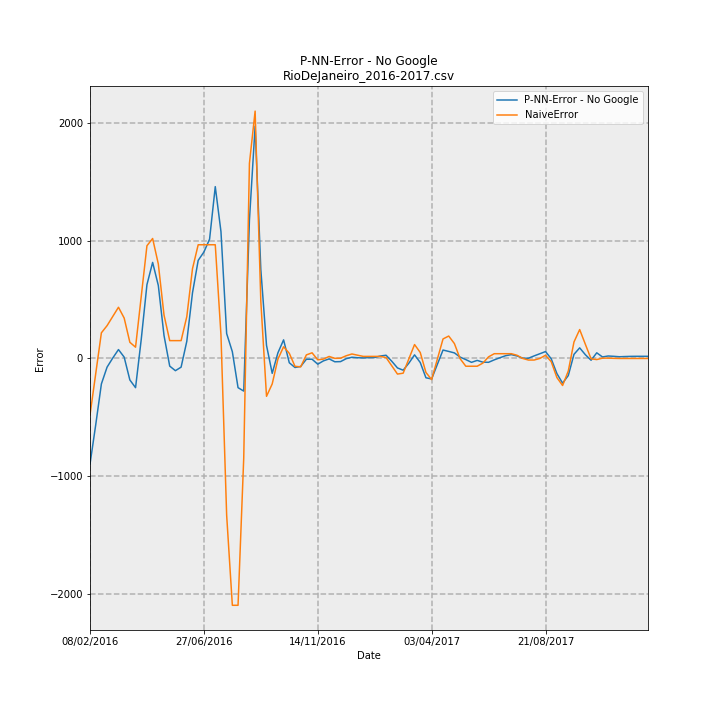 P-NN-Error - No Google
RioDeJaneiro_2016-2017.csv
P-NN-Error - No Google
NaiveError
2000
1000
0
−1000
−2000
Error
08/02/2016
27/06/2016
14/11/2016
03/04/2017
21/08/2017
Date